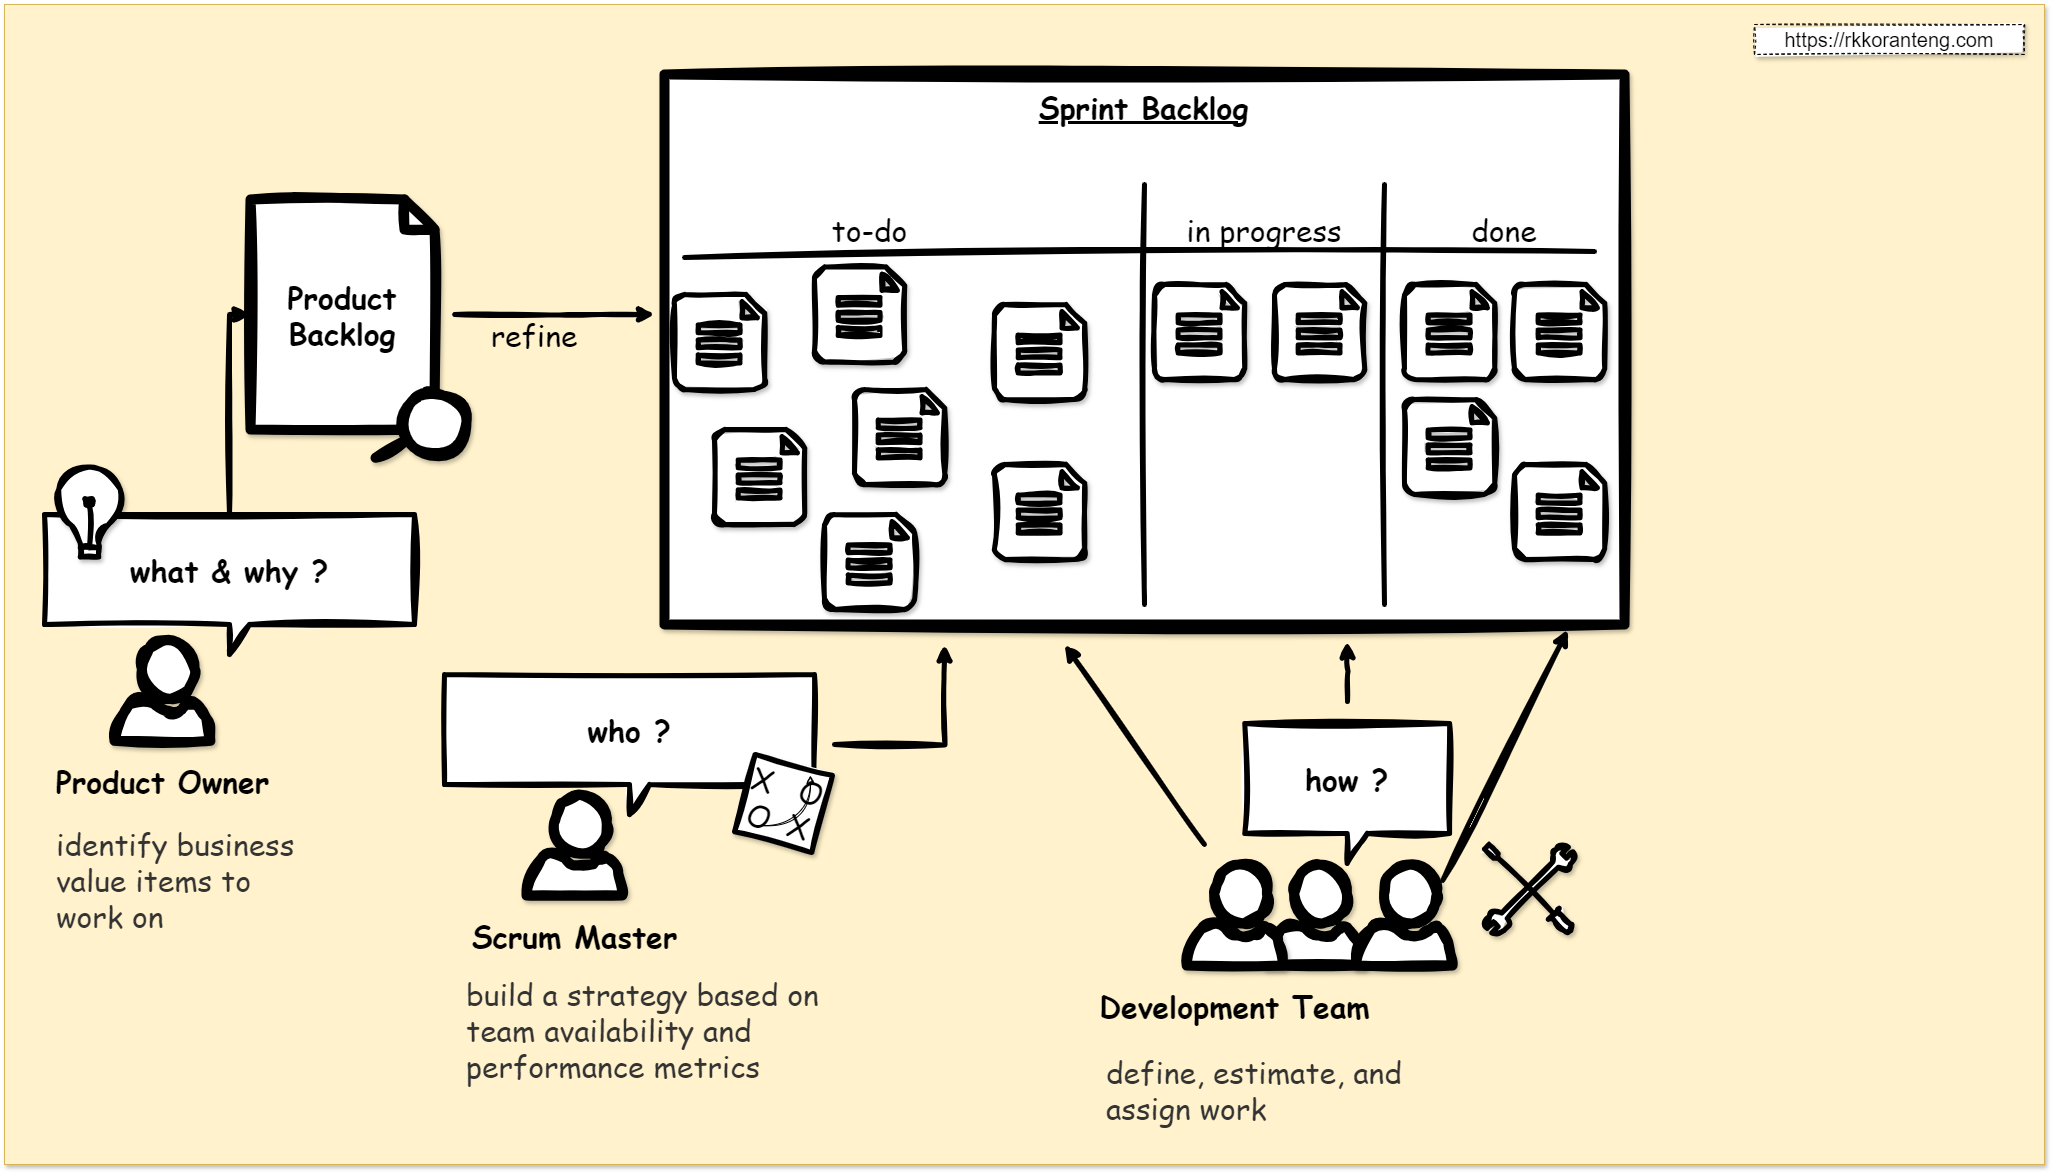 https://rkkoranteng.com
Sprint Backlog
to-do
in progress
done
Product
Backlog
refine
what & why ?
who ?
how ?
Product Owner
identify business
value items to
work on
Scrum Master
build a strategy based on
team availability and
performance metrics
Development Team
define, estimate, and
assign work